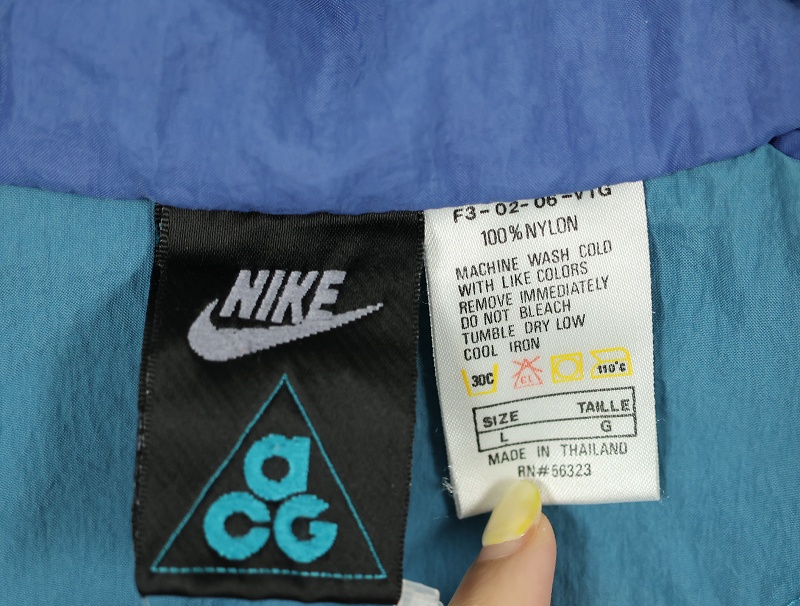 NIKE
a
CG
F3-02-06-VTG
100% NYLON
MACHINE WASH COLD
WITH LIKE COLORS
REMOVE IMMEDIATELY
DO NOT BLEACH
TUMBLE DRY LOW
COOL IRON
30C CL 110°C
SIZE TAILLE
L G
MADE IN THAILAND
RN#56323